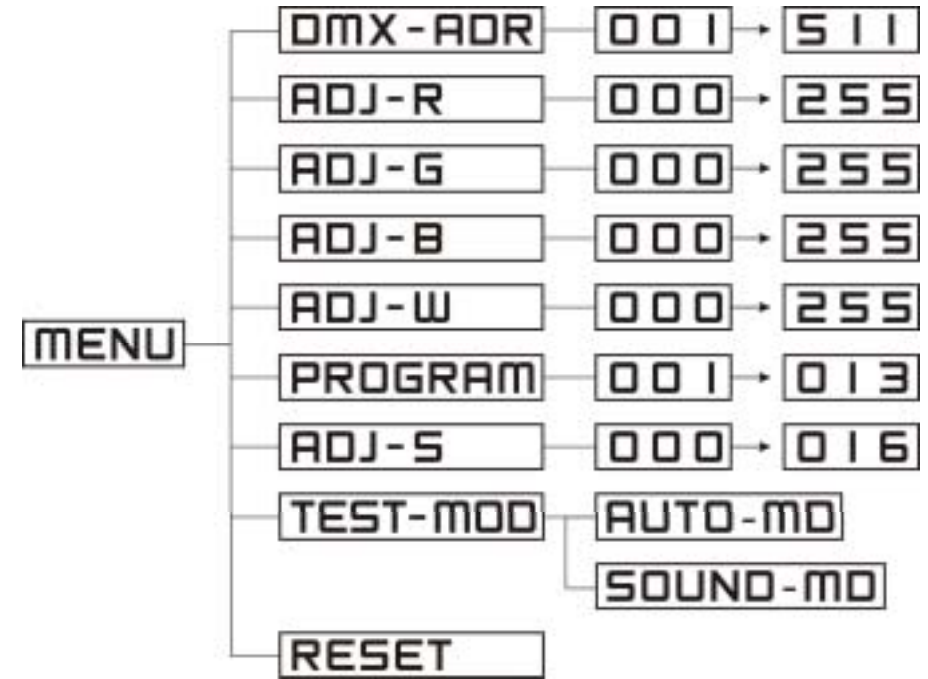 DMX-ADR 001 511
ADJ-R 000 255
ADJ-G 000 255
ADJ-B 000 255
ADJ-W 000 255
MENU
PROGRAM 001 013
ADJ-S 000 016
TEST-MOD AUTO-MD
SOUND-MD
RESET